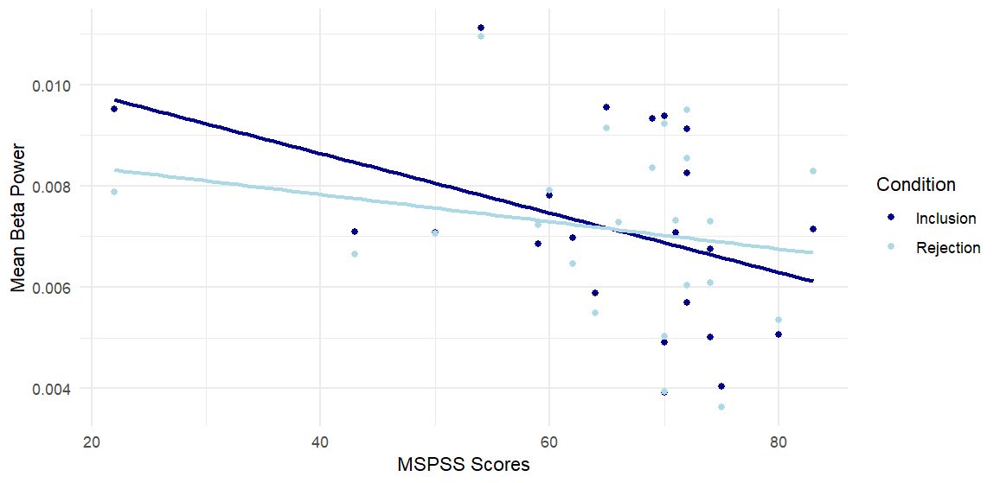 Mean Beta Power
0.010
0.008
0.006
0.004
20 40 60 80
MSPSS Scores
Condition
Inclusion
Rejection